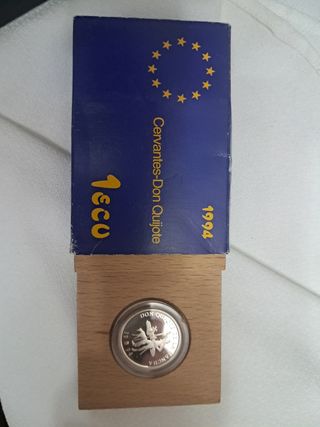 1994
Cervantes-Don Quijote
1ECU
DON